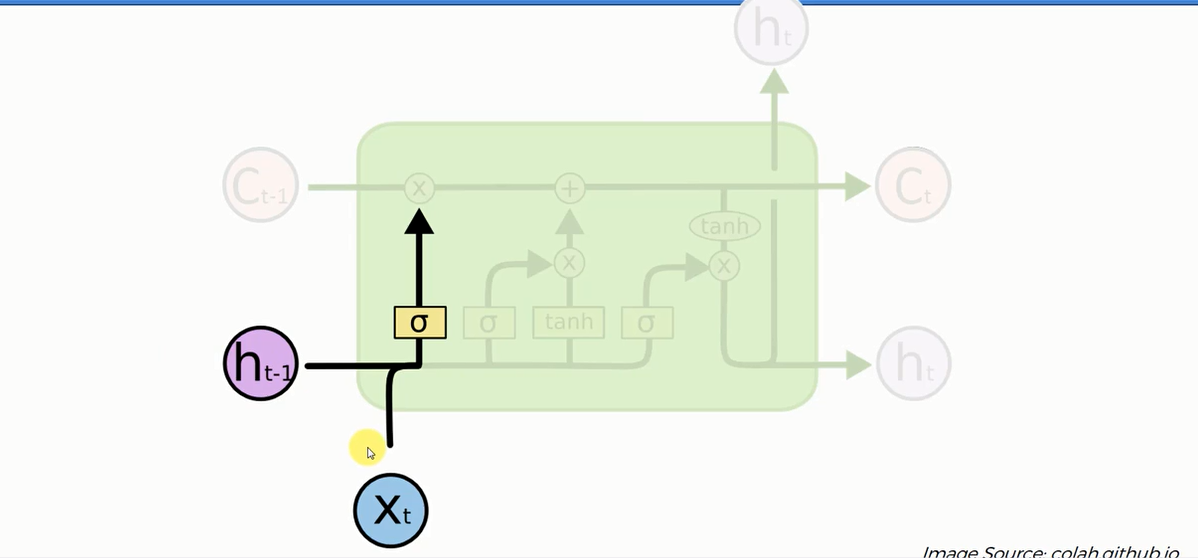 ht
Ct-1
x
+
Ct
tanh
x
x
σ
σ
tanh
σ
ht-1
ht
Xt
Image Source: colah.github.io